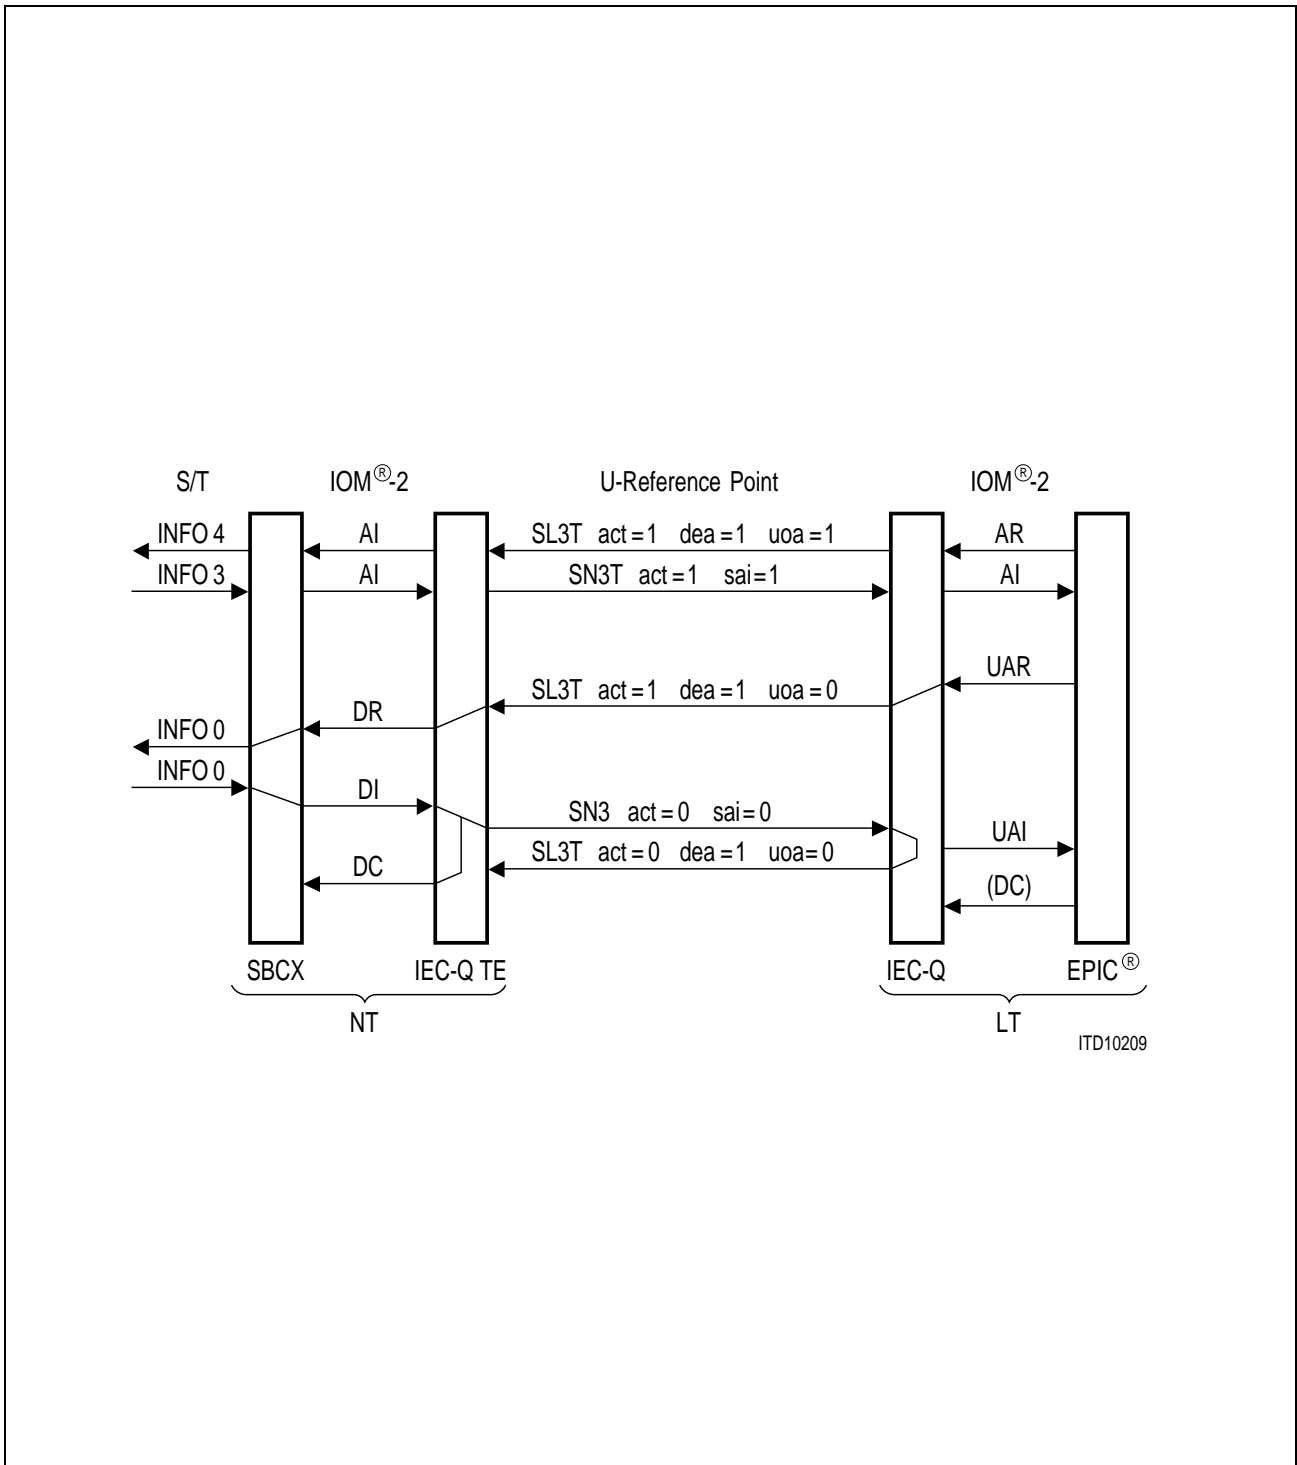 S/T IOM®-2 U-Reference Point IOM®-2
INFO 4 AI SL3T act=1 dea=1 uoa=1 AR
INFO 3 AI SN3T act=1 sai=1 AI
UAR
SL3T act=1 dea=1 uoa=0
DR
INFO 0
INFO 0
DI
SN3 act=0 sai=0
UAI
SL3T act=0 dea=1 uoa=0
DC
(DC)
SBCX IEC-Q TE IEC-Q EPIC®
NT LT
ITD10209